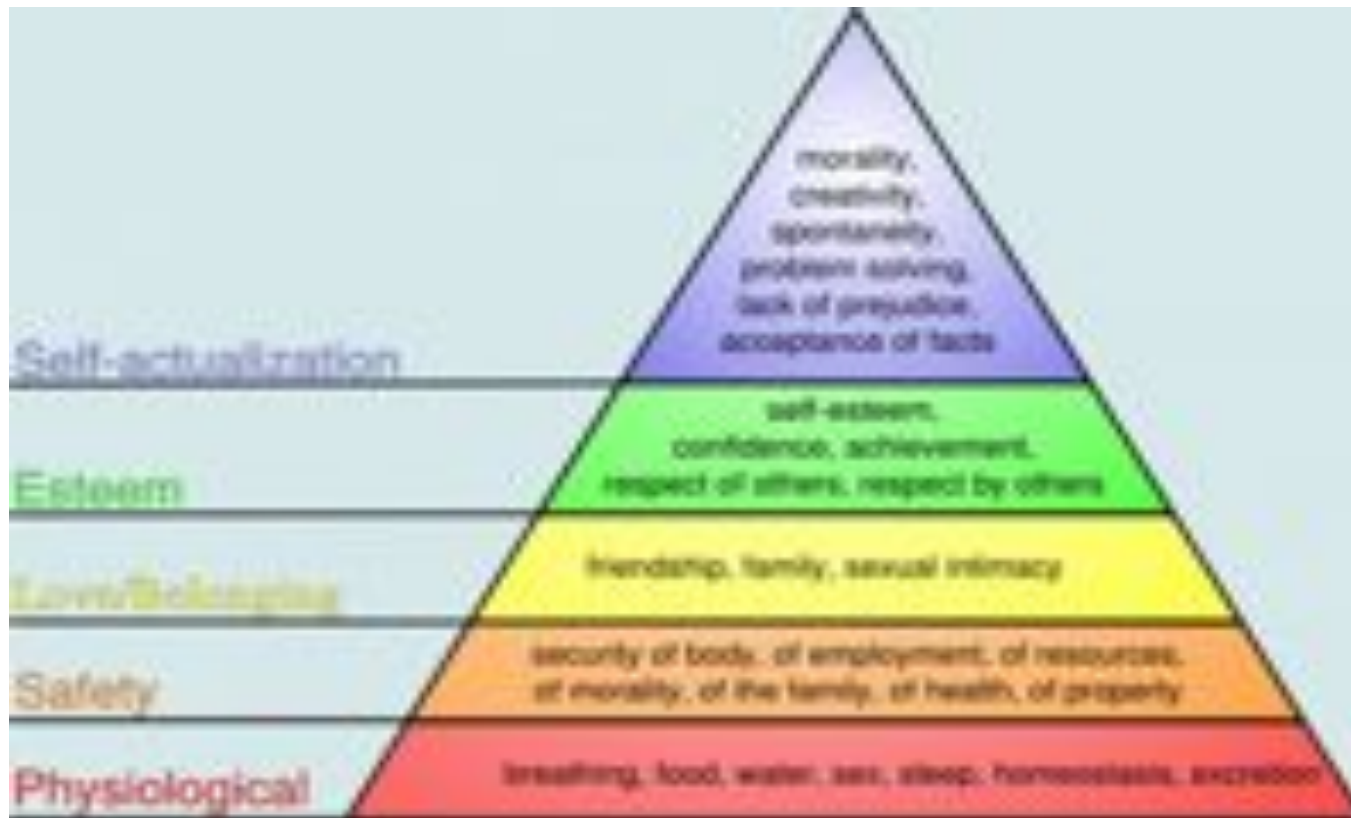 morality,
creativity,
spontaneity,
problem solving,
lack of prejudice,
acceptance of facts
Self-actualization
self-esteem,
confidence, achievement,
respect of others, respect by others
Esteem
friendship, family, sexual intimacy
Love/Belonging
security of body, of employment, of resources,
of morality, of the family, of health, of property
Safety
breathing, food, water, sex, sleep, homeostasis, excretion
Physiological